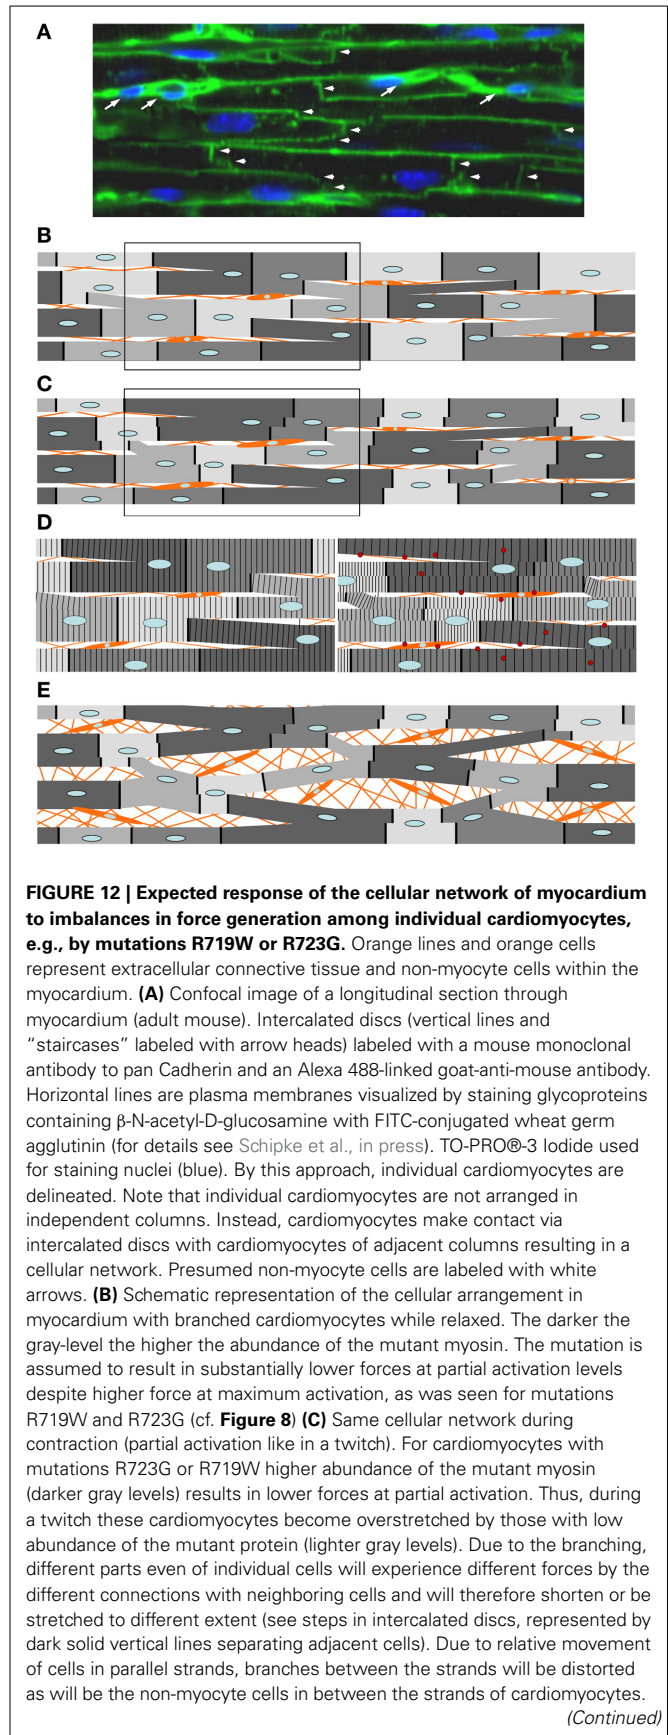 A
B
C
D
E
FIGURE 12 | Expected response of the cellular network of myocardium
to imbalances in force generation among individual cardiomyocytes,
e.g., by mutations R719W or R723G. Orange lines and orange cells
represent extracellular connective tissue and non-myocyte cells within the
myocardium. (A) Confocal image of a longitudinal section through
myocardium (adult mouse). Intercalated discs (vertical lines and
“staircases” labeled with arrow heads) labeled with a mouse monoclonal
antibody to pan Cadherin and an Alexa 488-linked goat-anti-mouse antibody.
Horizontal lines are plasma membranes visualized by staining glycoproteins
containing β-N-acetyl-D-glucosamine with FITC-conjugated wheat germ
agglutinin (for details see Schipke et al., in press). TO-PRO®-3 Iodide used
for staining nuclei (blue). By this approach, individual cardiomyocytes are
delineated. Note that individual cardiomyocytes are not arranged in
independent columns. Instead, cardiomyocytes make contact via
intercalated discs with cardiomyocytes of adjacent columns resulting in a
cellular network. Presumed non-myocyte cells are labeled with white
arrows. (B) Schematic representation of the cellular arrangement in
myocardium with branched cardiomyocytes while relaxed. The darker the
gray-level the higher the abundance of the mutant myosin. The mutation is
assumed to result in substantially lower forces at partial activation levels
despite higher force at maximum activation, as was seen for mutations
R719W and R723G (cf. Figure 8) (C) Same cellular network during
contraction (partial activation like in a twitch). For cardiomyocytes with
mutations R723G or R719W higher abundance of the mutant myosin
(darker gray levels) results in lower forces at partial activation. Thus, during
a twitch these cardiomyocytes become overstretched by those with low
abundance of the mutant protein (lighter gray levels). Due to the branching,
different parts even of individual cells will experience different forces by the
different connections with neighboring cells and will therefore shorten or be
stretched to different extent (see steps in intercalated discs, represented by
dark solid vertical lines separating adjacent cells). Due to relative movement
of cells in parallel strands, branches between the strands will be distorted
as will be the non-myocyte cells in between the strands of cardiomyocytes.
(Continued)